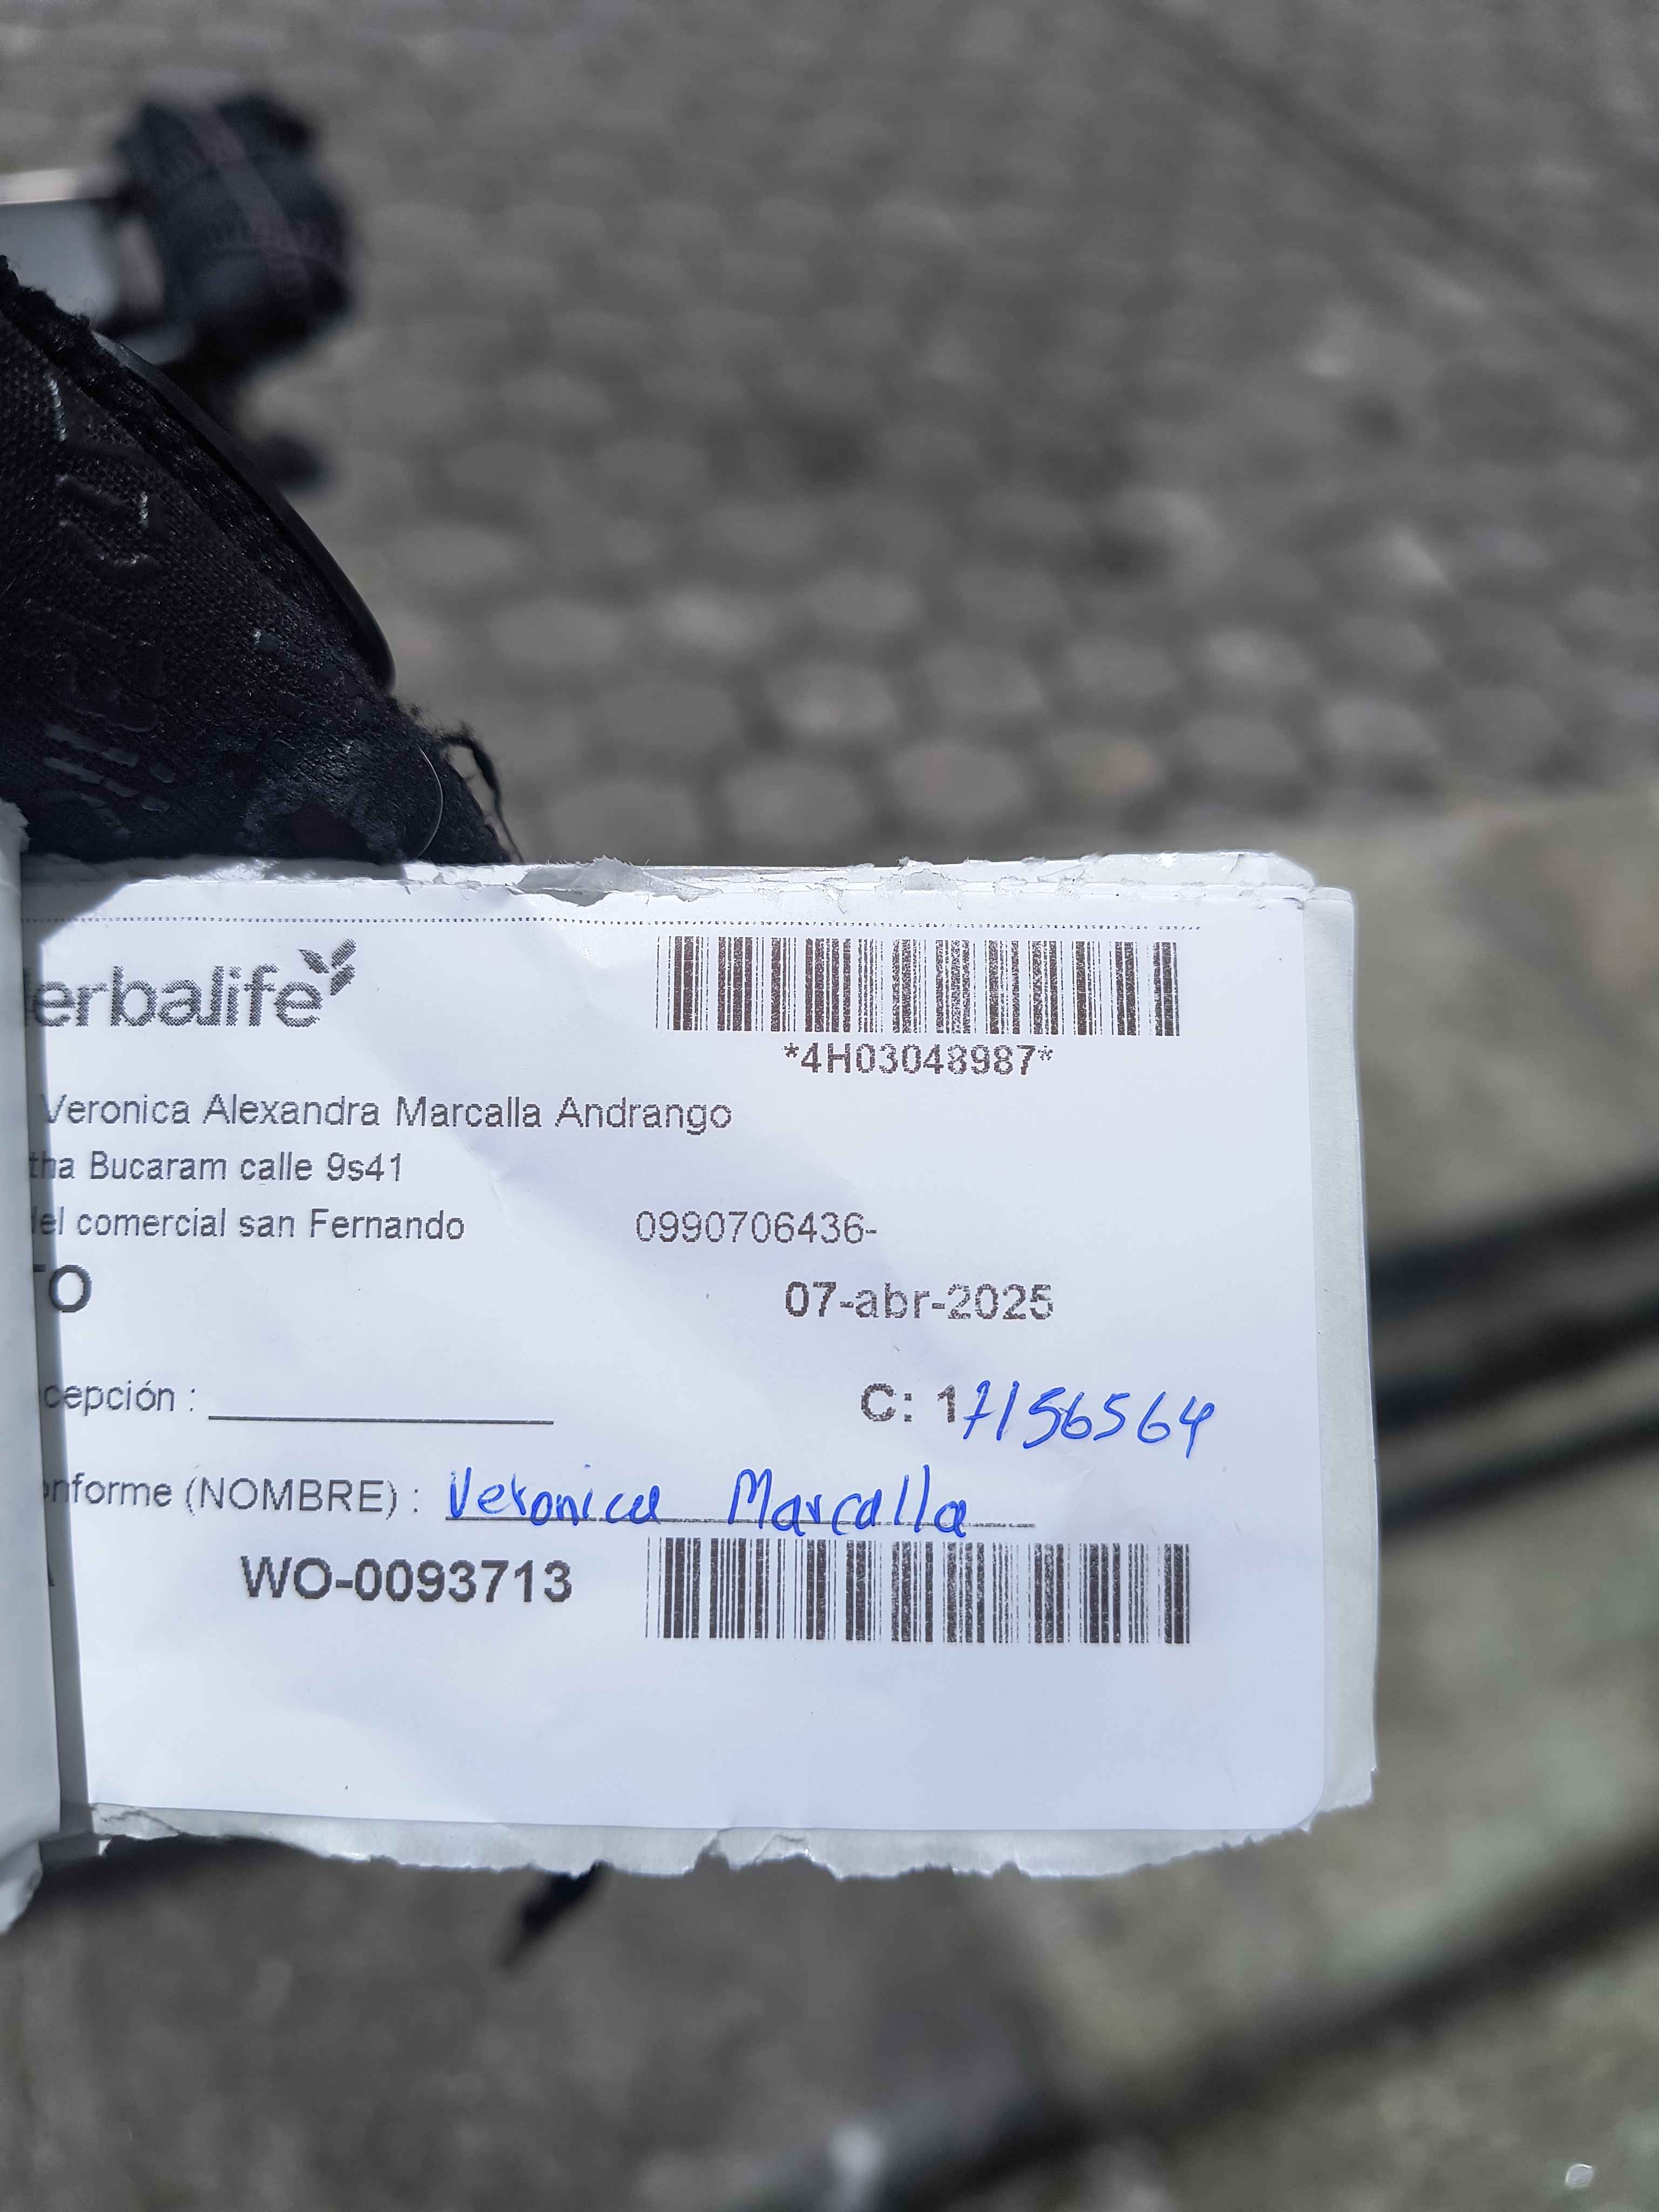 erbalife
*4H03048987*
Veronica Alexandra Marcalla Andrango
tha Bucaram calle 9s41
del comercial san Fernando 0990706436-
TO 07-abr-2025
cepción : C: 17156564
onforme (NOMBRE) : Veronica Marcalla
WO-0093713